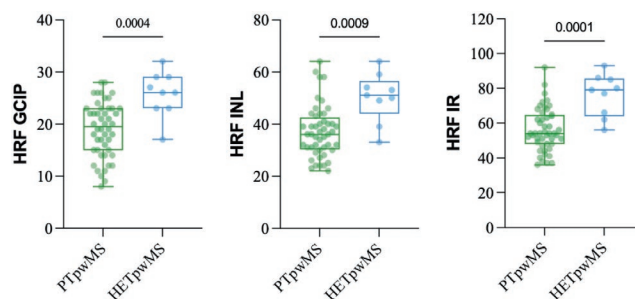 0.0004
HRF GCIP
40
30
20
10
0
PTpwMS
HETpwMS
0.0009
HRF INL
80
60
40
20
0
PTpwMS
HETpwMS
0.0001
HRF IR
120
100
80
60
40
20
0
PTpwMS
HETpwMS